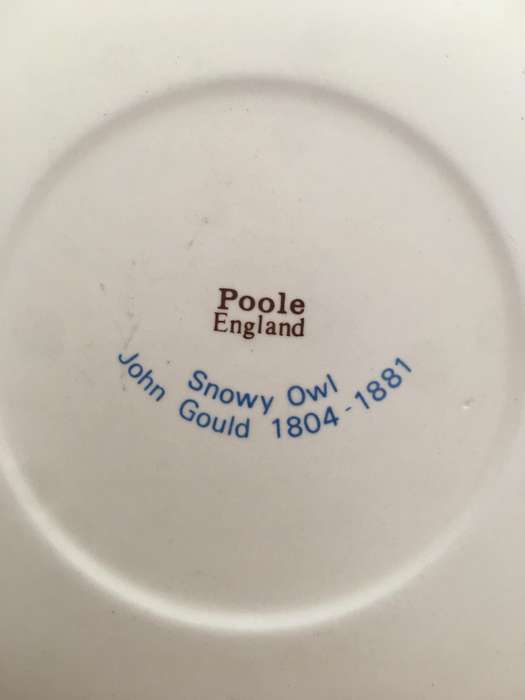 Poole
England
Snowy Owl
John Gould 1804-1881